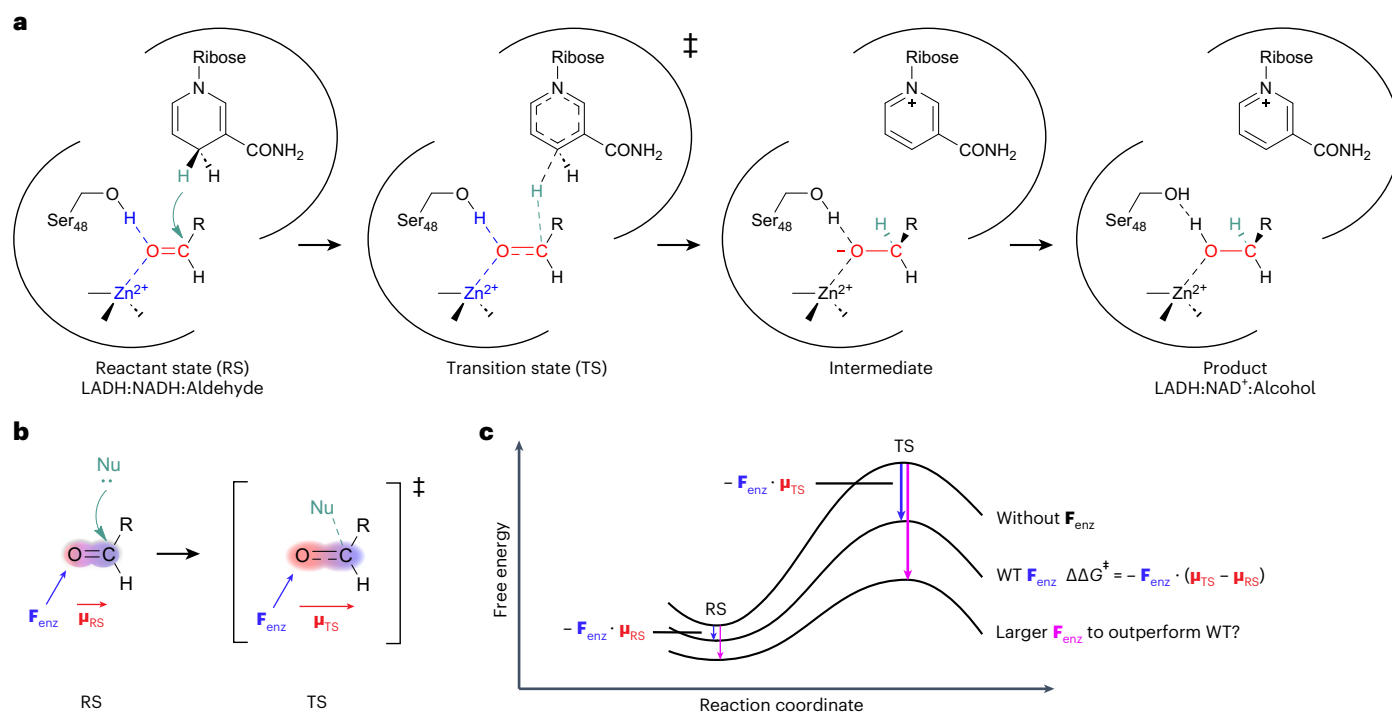 a
Ribose
N
CONH2
H H
Ser48
O
H
R
O C
H
Zn2+
Reactant state (RS)
LADH:NADH:Aldehyde
‡
Ribose
N
CONH2
H
H
Ser48
O
H
R
O C
H
Zn2+
Transition state (TS)
Ribose
N
+
CONH2
Ser48
O
H
H R
– O C
H
Zn2+
Intermediate
Ribose
N
+
CONH2
Ser48
OH
H
H R
O C
H
Zn2+
Product
LADH:NAD+:Alcohol
b
Nu
··
R
O=C
H
Fenz
μRS
RS
‡
Nu
R
O C
H
Fenz
μTS
TS
c
Free energy
TS
– Fenz · μTS
Without Fenz
WT Fenz ΔΔG‡ = – Fenz · (μTS – μRS)
RS
– Fenz · μRS
Larger Fenz to outperform WT?
Reaction coordinate